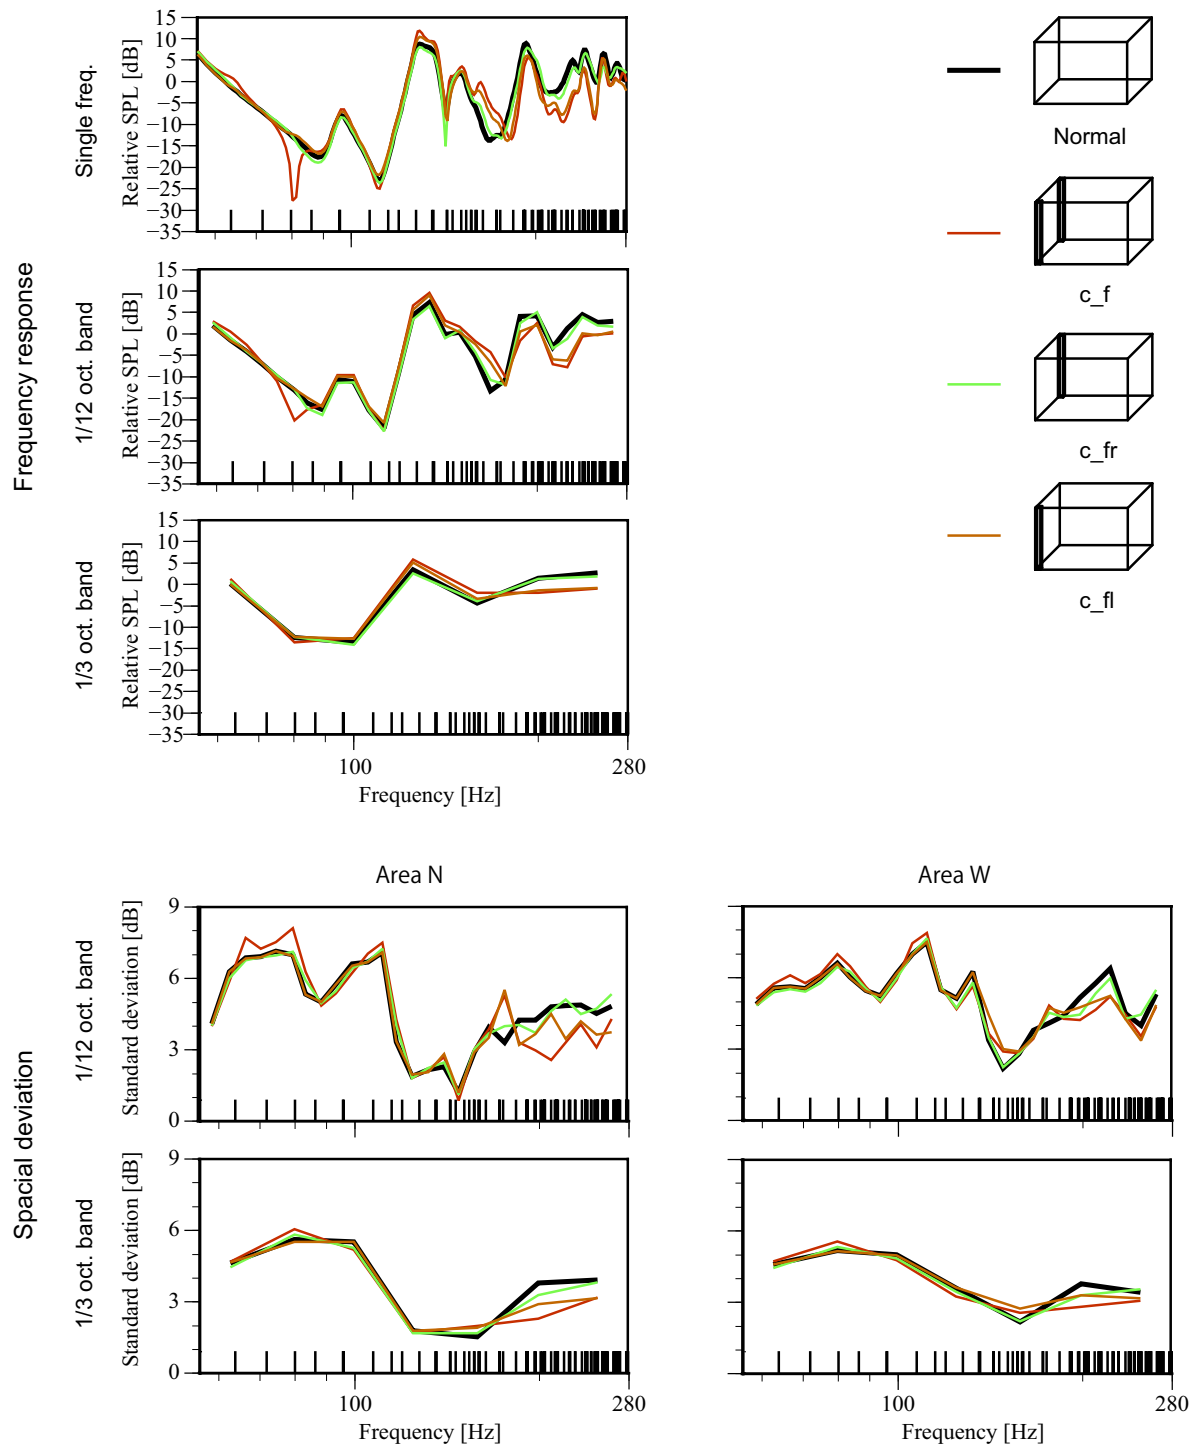 Frequency response
Single freq.
Relative SPL [dB]
15
10
5
0
−5
−10
−15
−20
−25
−30
−35
1/12 oct. band
Relative SPL [dB]
15
10
5
0
−5
−10
−15
−20
−25
−30
−35
1/3 oct. band
Relative SPL [dB]
15
10
5
0
−5
−10
−15
−20
−25
−30
−35
100
280
Frequency [Hz]
Normal
c_f
c_fr
c_fl
Spacial deviation
Area N
Area W
1/12 oct. band
Standard deviation [dB]
9
6
3
0
1/3 oct. band
Standard deviation [dB]
9
6
3
0
100
280
Frequency [Hz]
100
280
Frequency [Hz]